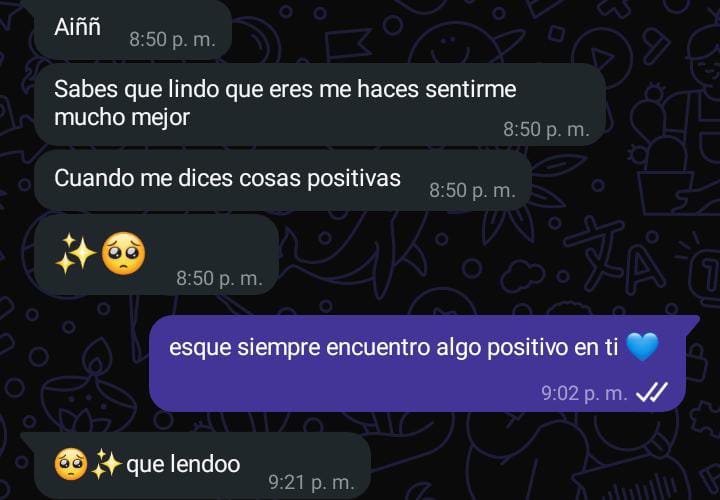 Aiññ
8:50 p. m.
Sabes que lindo que eres me haces sentirme
mucho mejor
8:50 p. m.
Cuando me dices cosas positivas
8:50 p. m.
✨🥺
8:50 p. m.
esque siempre encuentro algo positivo en ti 💙
9:02 p. m.
🥺✨que lendoo
9:21 p. m.